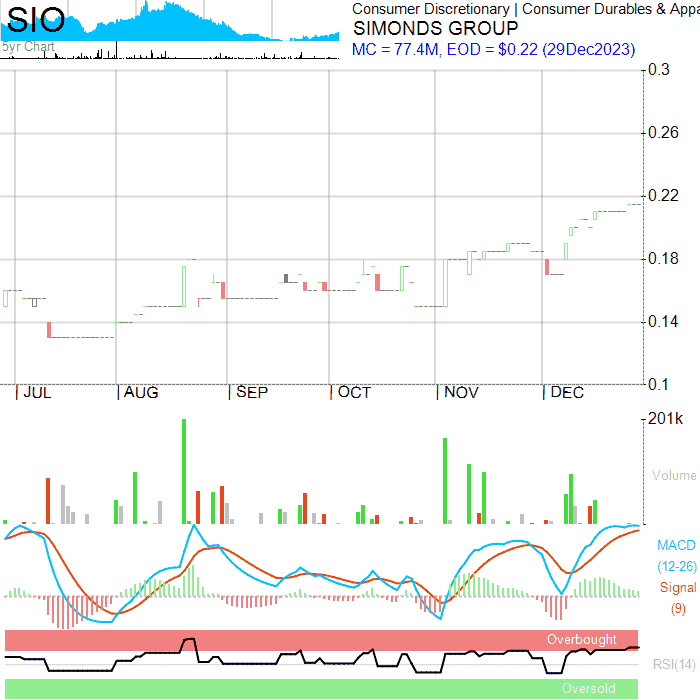 SIO
Consumer Discretionary | Consumer Durables & Appa
SIMONDS GROUP
MC = 77.4M, EOD = $0.22 (29Dec2023)
5yr Chart
0.3
0.26
0.22
0.18
0.14
0.1
JUL AUG SEP OCT NOV DEC
201k
Volume
MACD
(12-26)
Signal
(9)
Overbought
RSI(14)
Oversold